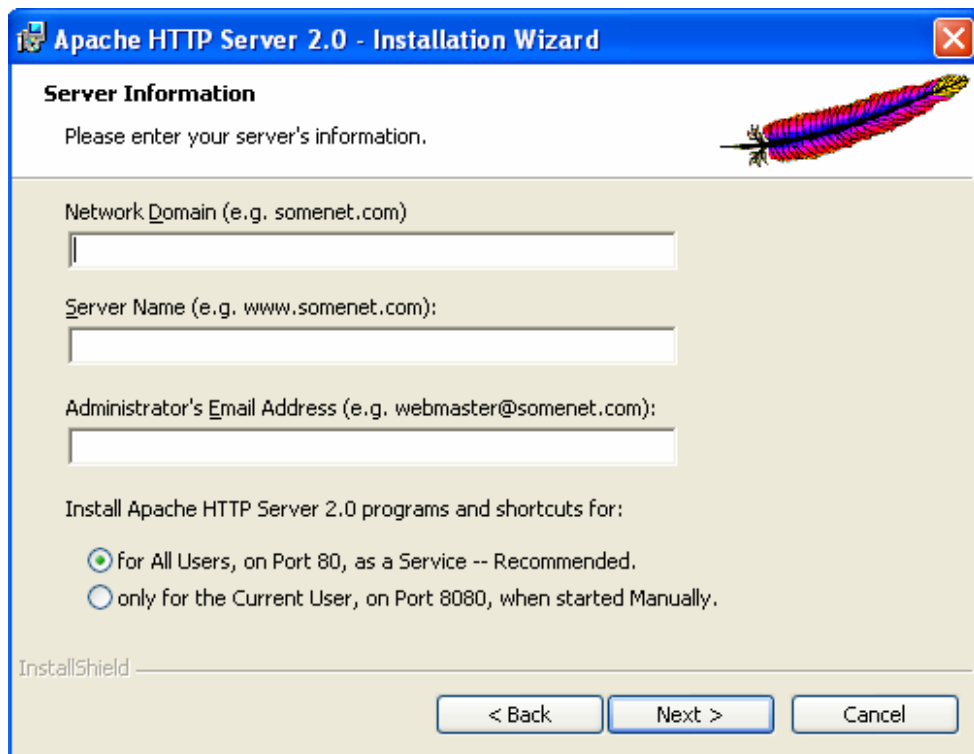 Apache HTTP Server 2.0 - Installation Wizard
Server Information
Please enter your server's information.
Network Domain (e.g. somenet.com)
Server Name (e.g. www.somenet.com):
Administrator's Email Address (e.g. webmaster@somenet.com):
Install Apache HTTP Server 2.0 programs and shortcuts for:
for All Users, on Port 80, as a Service -- Recommended.
only for the Current User, on Port 8080, when started Manually.
InstallShield
< Back Next > Cancel